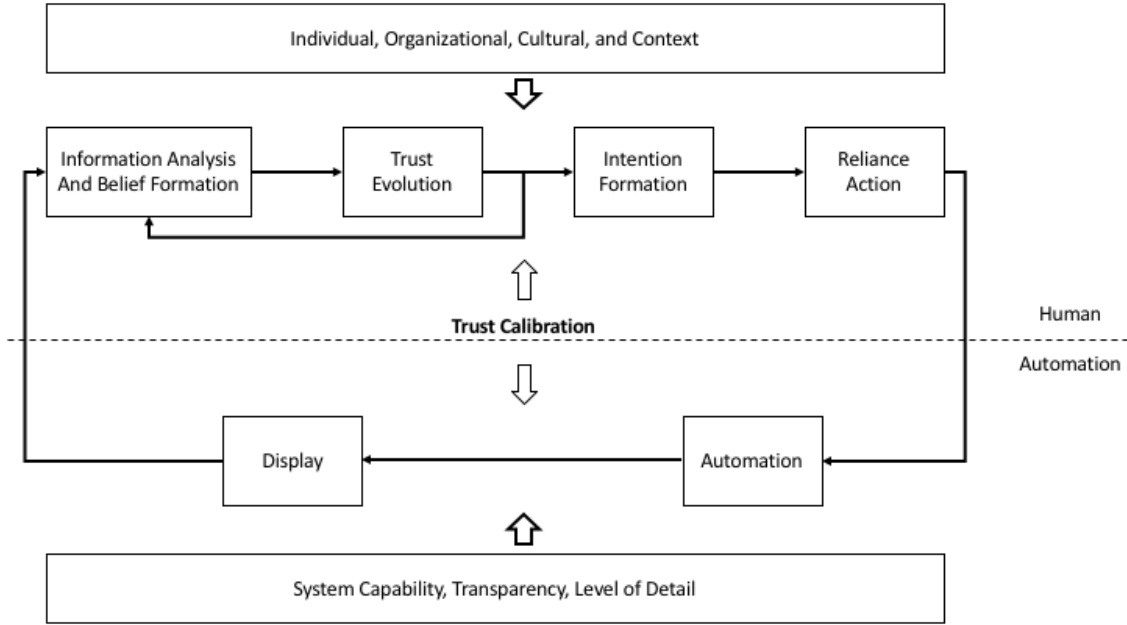 Individual, Organizational, Cultural, and Context
Information Analysis
And Belief Formation
Trust
Evolution
Intention
Formation
Reliance
Action
Trust Calibration
Human
Automation
Display
Automation
System Capability, Transparency, Level of Detail